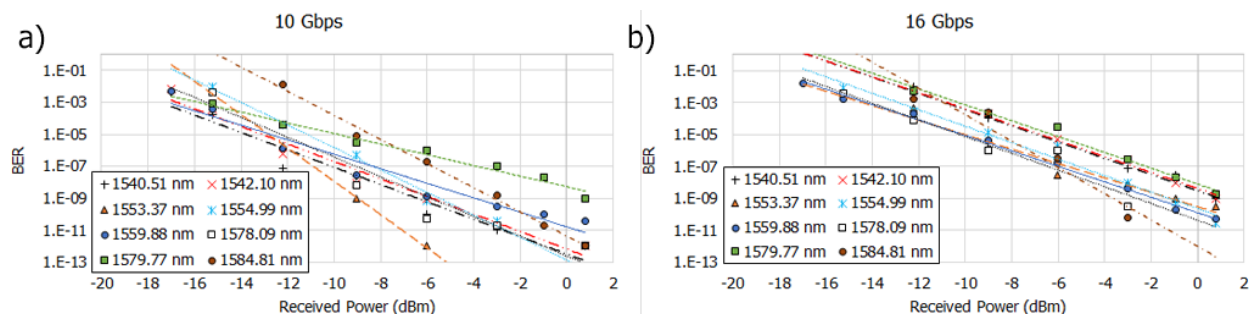 10 Gbps
a)
-20 -18 -16 -14 -12 -10 -8 -6 -4 -2 0 2
1.E-01
1.E-03
1.E-05
1.E-07
1.E-09
1.E-11
1.E-13
BER
1540.51 nm 1542.10 nm
1553.37 nm 1554.99 nm
1559.88 nm 1578.09 nm
1579.77 nm 1584.81 nm
Received Power (dBm)
16 Gbps
b)
-20 -18 -16 -14 -12 -10 -8 -6 -4 -2 0 2
1.E-01
1.E-03
1.E-05
1.E-07
1.E-09
1.E-11
1.E-13
BER
1540.51 nm 1542.10 nm
1553.37 nm 1554.99 nm
1559.88 nm 1578.09 nm
1579.77 nm 1584.81 nm
Received Power (dBm)